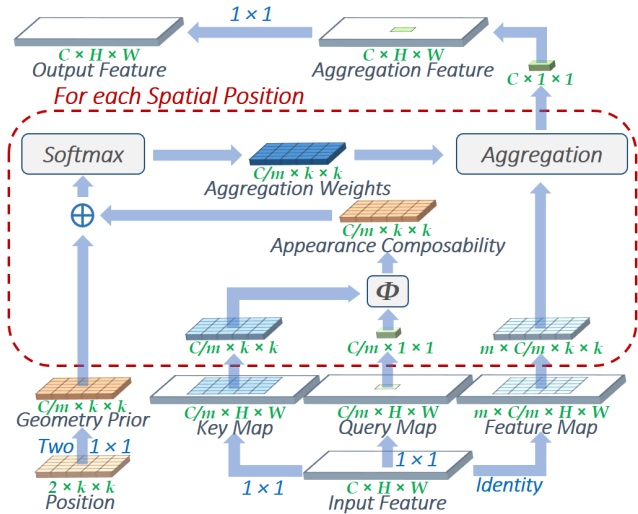 1 × 1
C × H × W
Output Feature
C × H × W
Aggregation Feature
C × 1 × 1
For each Spatial Position
Softmax
Aggregation
C/m × k × k
Aggregation Weights
C/m × k × k
Appearance Composability
Φ
C/m × k × k
C/m × 1 × 1
m × C/m × k × k
C/m × k × k
Geometry Prior
C/m × H × W
Key Map
C/m × H × W
Query Map
m × C/m × H × W
Feature Map
Two 1 × 1
2 × k × k
Position
1 × 1
1 × 1
C × H × W
Input Feature
Identity